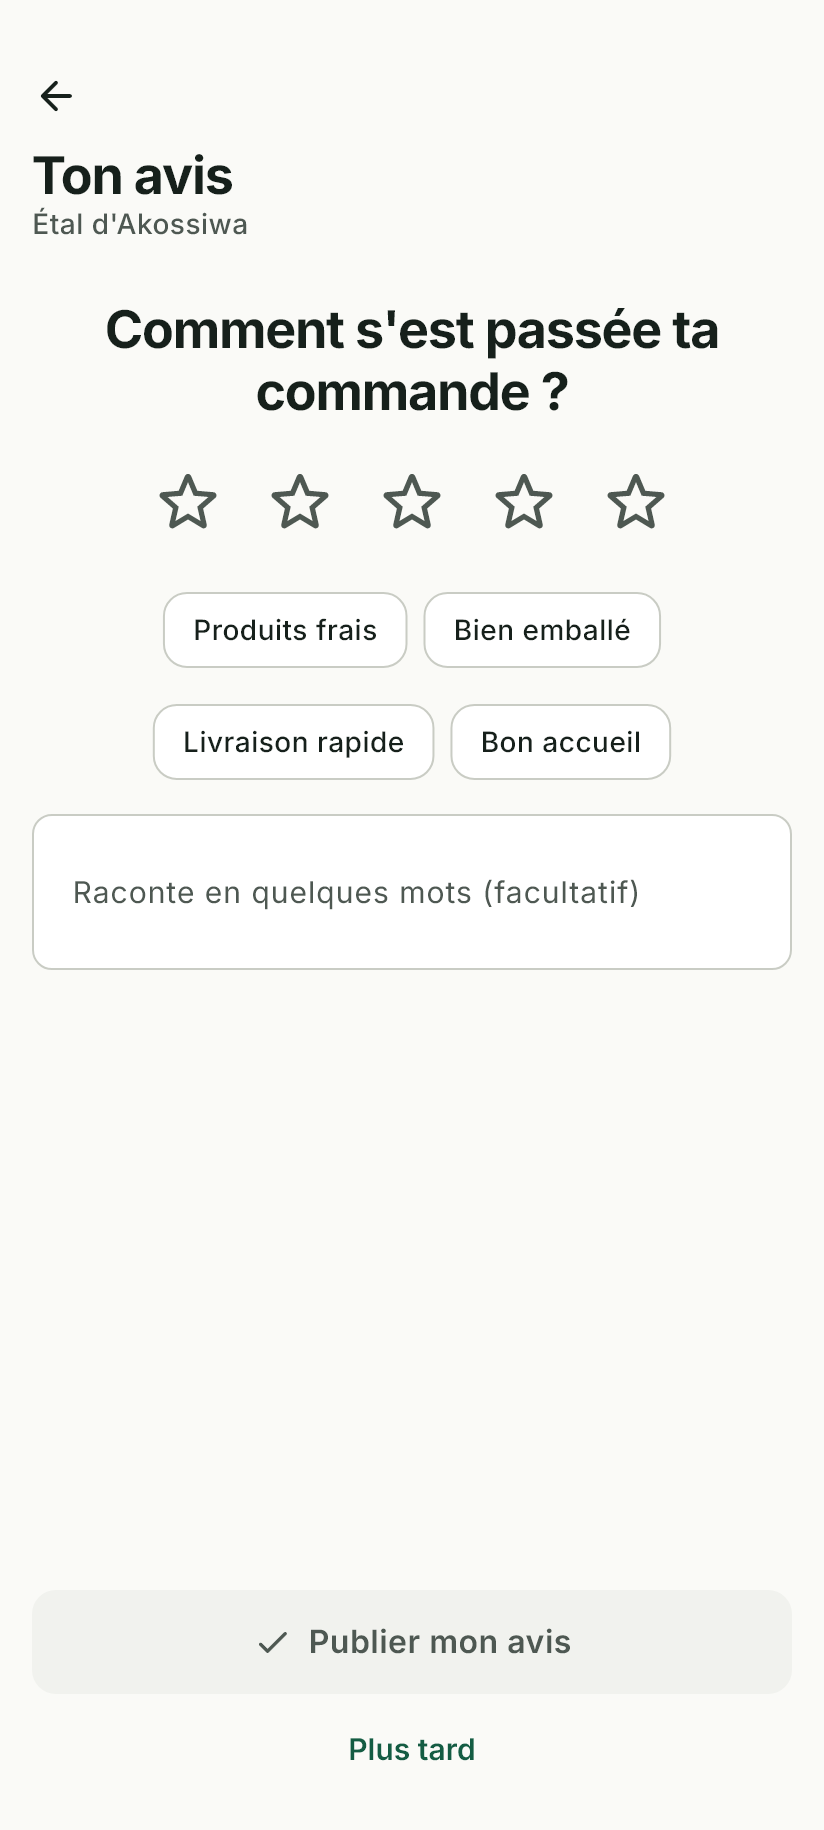 Ton avis
Étal d'Akossiwa
Comment s'est passée ta
commande ?
Produits frais
Bien emballé
Livraison rapide
Bon accueil
Raconte en quelques mots (facultatif)
Publier mon avis
Plus tard